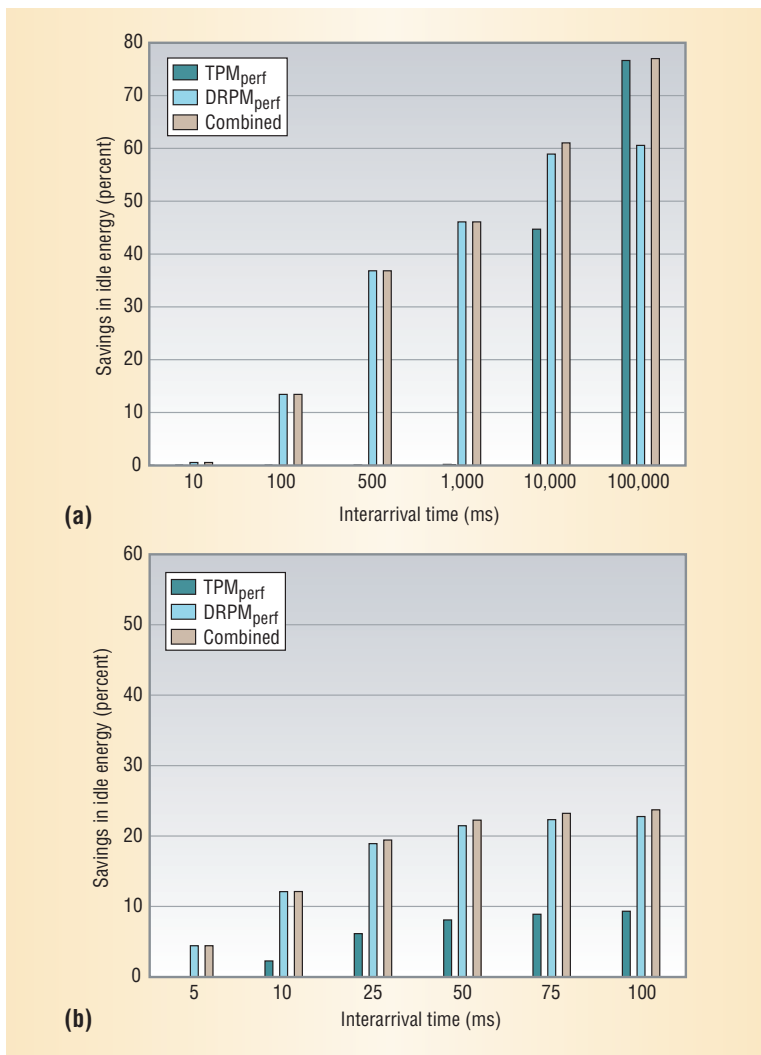 80
70
60
50
40
30
20
10
0
Savings in idle energy (percent)
TPMperf
DRPMperf
Combined
10 100 500 1,000 10,000 100,000
Interarrival time (ms)
(a)
60
50
40
30
20
10
0
Savings in idle energy (percent)
TPMperf
DRPMperf
Combined
5 10 25 50 75 100
Interarrival time (ms)
(b)